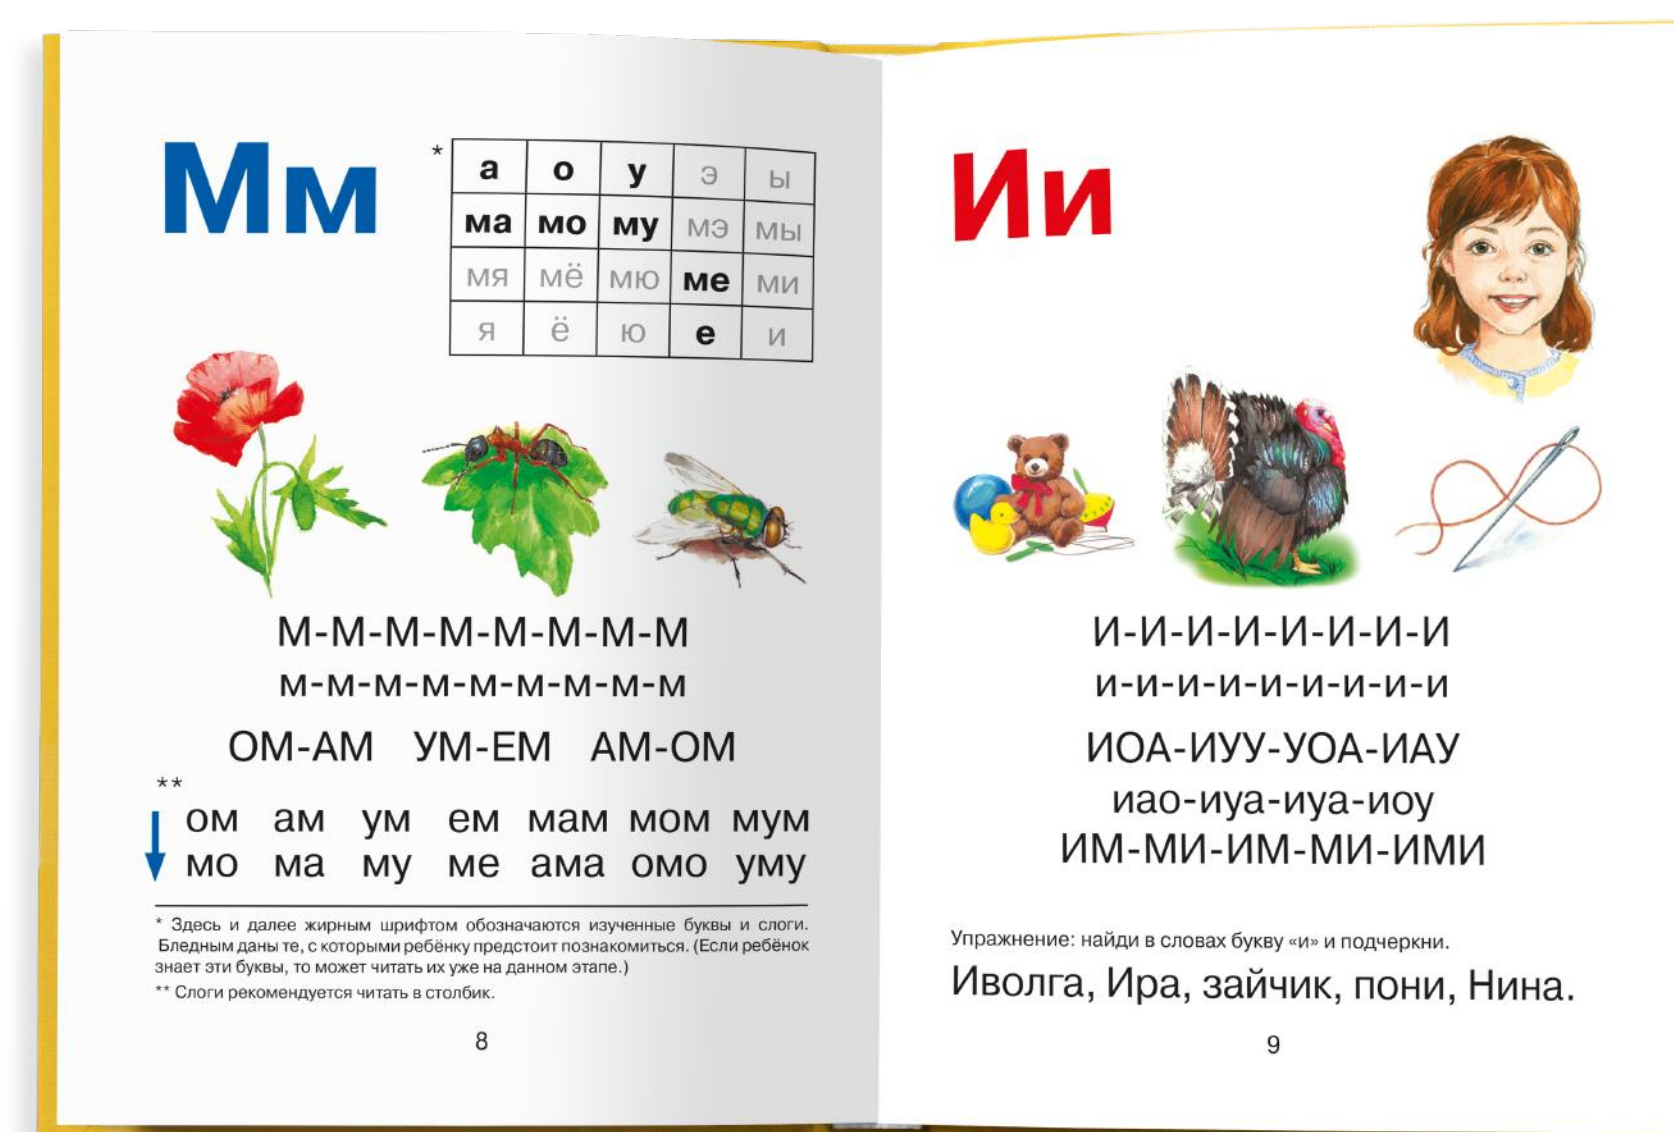 Мм
*
а о у э ы
ма мо му мэ мы
мя мё мю ме ми
я ё ю е и
М-М-М-М-М-М-М-М
м-м-м-м-м-м-м-м-м
ОМ-АМ УМ-ЕМ АМ-ОМ
**
ом ам ум ем мам мом мум
мо ма му ме ама омо уму
* Здесь и далее жирным шрифтом обозначаются изученные буквы и слоги.
Бледным даны те, с которыми ребёнку предстоит познакомиться. (Если ребёнок
знает эти буквы, то может читать их уже на данном этапе.)
** Слоги рекомендуется читать в столбик.
8
Ии
И-И-И-И-И-И-И-И
и-и-и-и-и-и-и-и-и
ИОА-ИУУ-УОА-ИАУ
иао-иуа-иуа-иоу
ИМ-МИ-ИМ-МИ-ИМИ
Упражнение: найди в словах букву «и» и подчеркни.
Иволга, Ира, зайчик, пони, Нина.
9